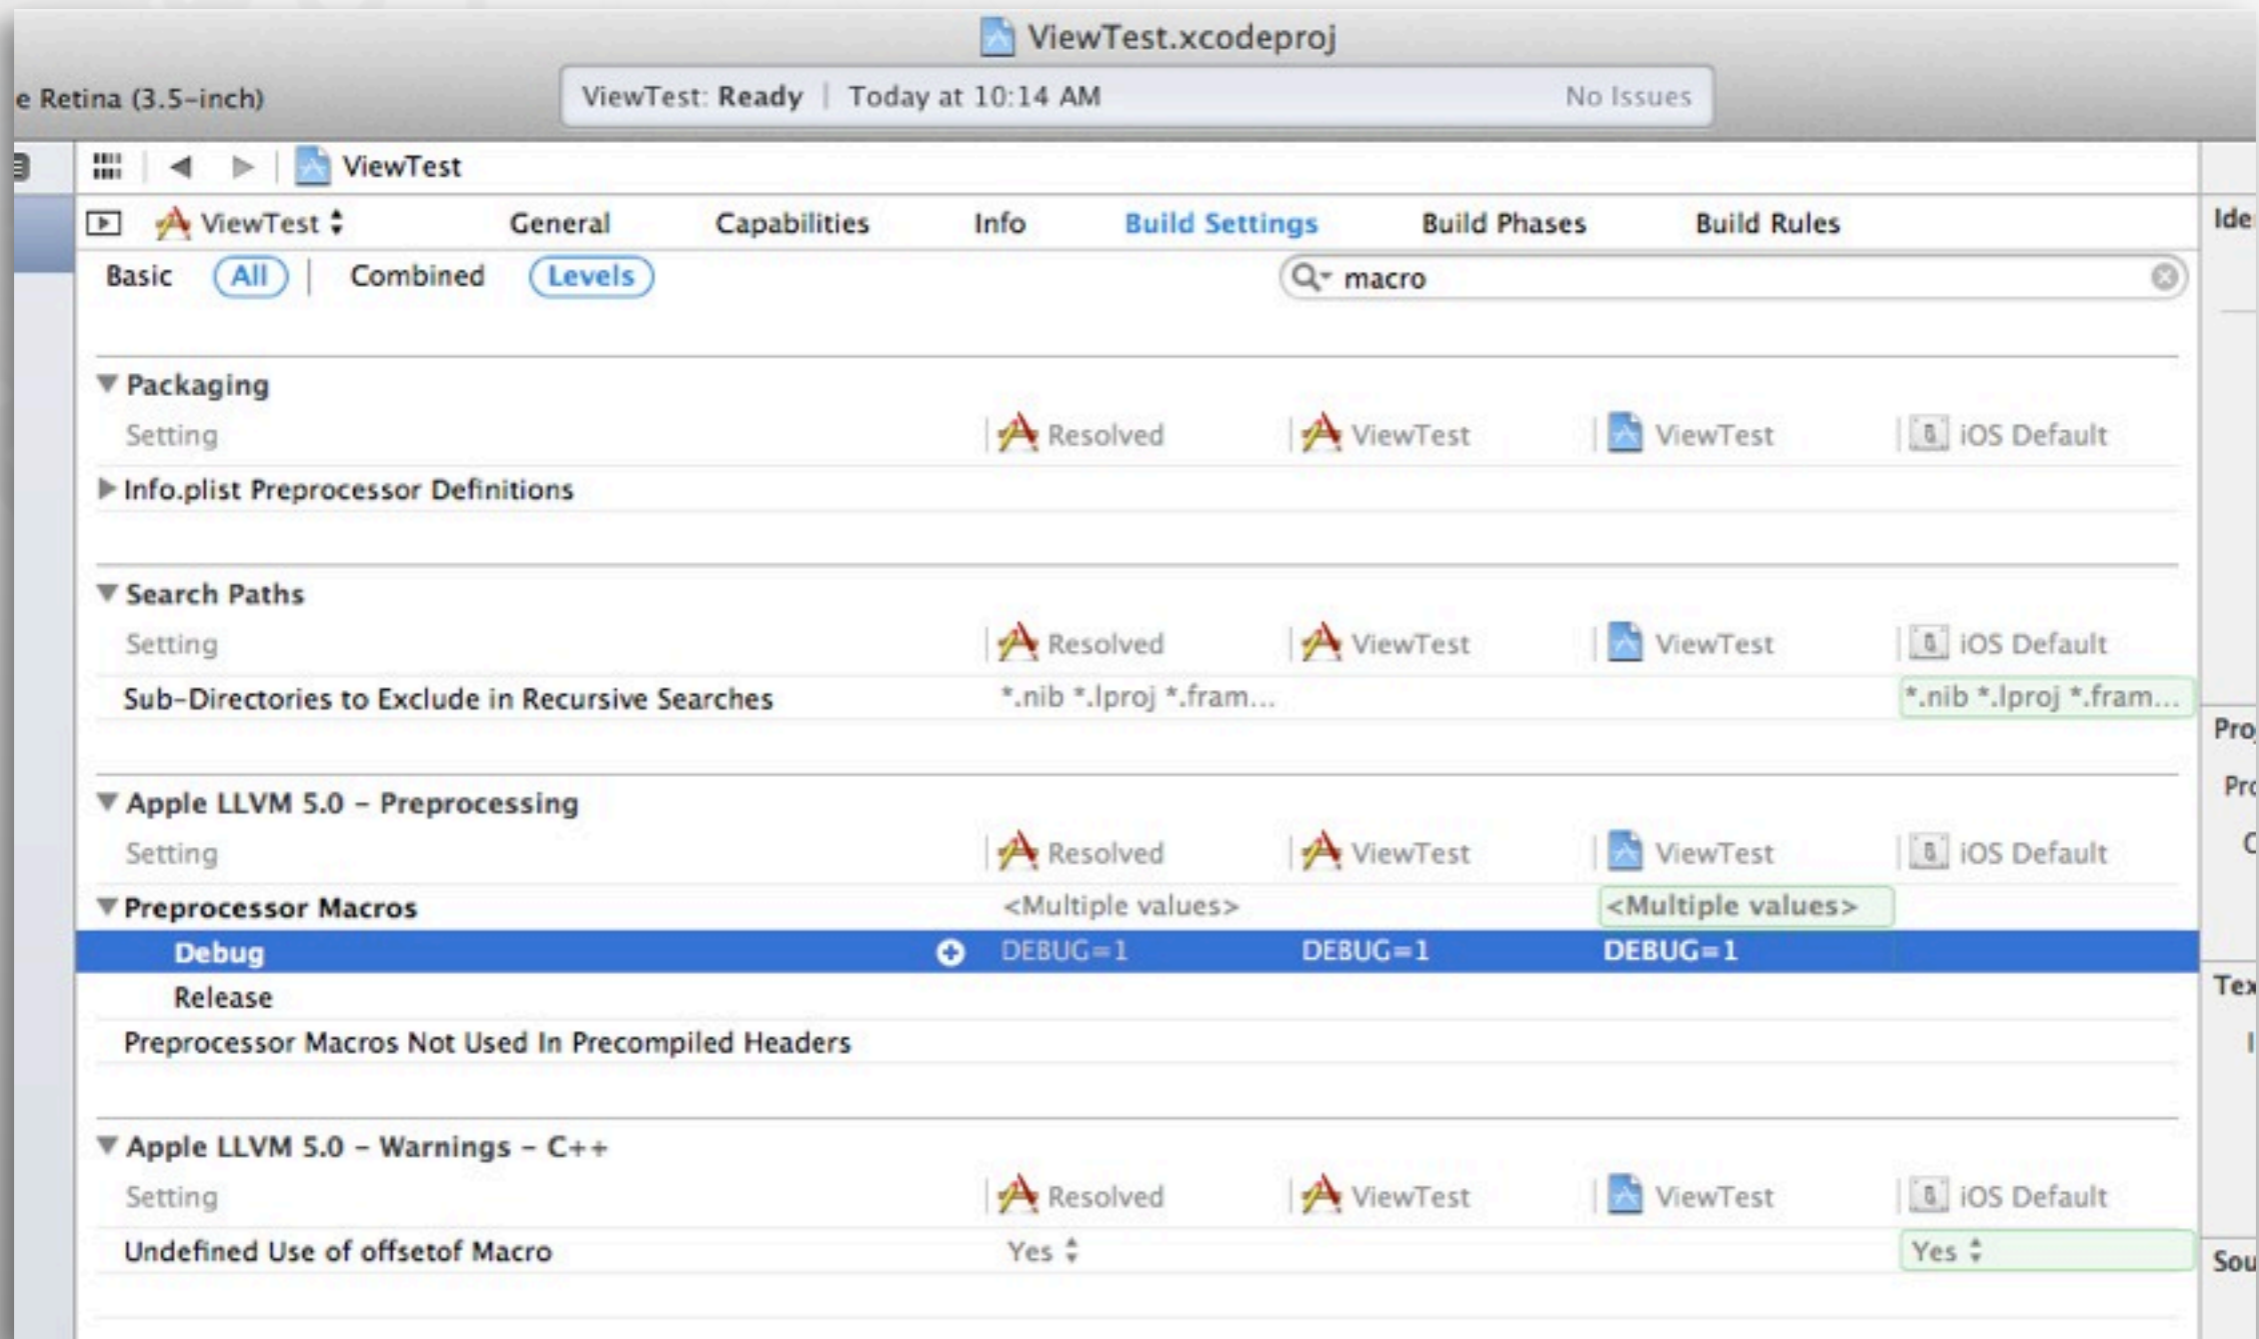 ViewTest.xcodeproj
e Retina (3.5-inch)
ViewTest: Ready | Today at 10:14 AM No Issues
ViewTest
ViewTest General Capabilities Info Build Settings Build Phases Build Rules
Ide
Basic All | Combined Levels macro
Packaging
Setting Resolved ViewTest ViewTest iOS Default
Info.plist Preprocessor Definitions
Search Paths
Setting Resolved ViewTest ViewTest iOS Default
Sub-Directories to Exclude in Recursive Searches *.nib *.lproj *.fram... *.nib *.lproj *.fram...
Pro
Apple LLVM 5.0 - Preprocessing
Setting Resolved ViewTest ViewTest iOS Default
Preprocessor Macros <Multiple values> <Multiple values>
Debug DEBUG=1 DEBUG=1 DEBUG=1
Release
Tex
Preprocessor Macros Not Used In Precompiled Headers
Apple LLVM 5.0 - Warnings - C++
Setting Resolved ViewTest ViewTest iOS Default
Undefined Use of offsetof Macro Yes Yes
Sou